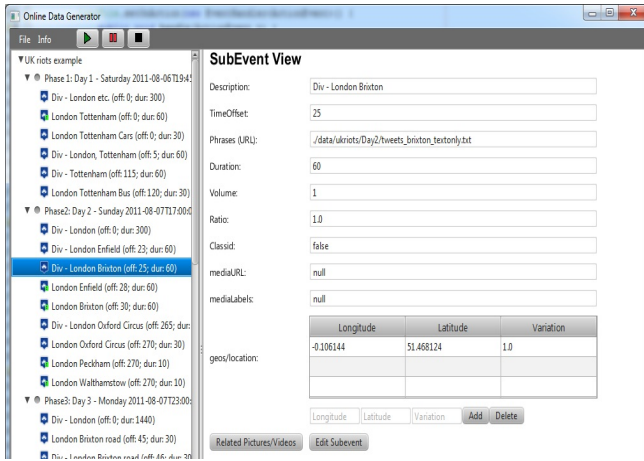 Online Data Generator
File Info
UK riots example
Phase 1: Day 1 - Saturday 2011-08-06T19:45
Div - London etc. (off: 0; dur: 300)
London Tottenham (off: 0; dur: 60)
London Tottenham Cars (off: 0; dur: 30)
Div - London, Tottenham (off: 5; dur: 60)
Div - Tottenham (off: 115; dur: 60)
London Tottenham Bus (off: 120; dur: 30)
Phase2: Day 2 - Sunday 2011-08-07T17:00:0
Div - London (off: 0; dur: 300)
Div - London Enfield (off: 23; dur: 60)
Div - London Brixton (off: 25; dur: 60)
London Enfield (off: 28; dur: 60)
London Brixton (off: 30; dur: 60)
Div - London Oxford Circus (off: 265; dur:
London Oxford Circus (off: 270; dur: 30)
London Peckham (off: 270; dur: 10)
London Walthamstow (off: 270; dur: 10)
Phase3: Day 3 - Monday 2011-08-07T23:00:
Div - London (off: 0; dur: 1440)
London Brixton road (off: 45; dur: 30)
Div - London Brixton road (off: 46; dur: 30
SubEvent View
Description: Div - London Brixton
TimeOffset: 25
Phrases (URL): ./data/ukriots/Day2/tweets_brixton_textonly.txt
Duration: 60
Volume: 1
Ratio: 1.0
Classid: false
mediaURL: null
mediaLabels: null
geos/location:
Longitude Latitude Variation
-0.106144 51.468124 1.0
Longitude Latitude Variation Add Delete
Related Pictures/Videos Edit Subevent